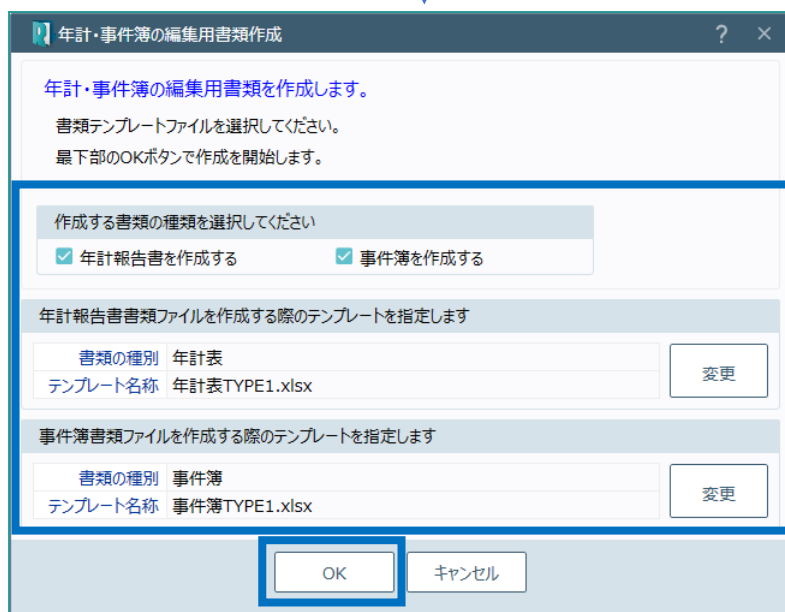 年計・事件簿の編集用書類作成
年計・事件簿の編集用書類を作成します。
書類テンプレートファイルを選択してください。
最下部のOKボタンで作成を開始します。
作成する書類の種類を選択してください
年計報告書を作成する 事件簿を作成する
年計報告書書類ファイルを作成する際のテンプレートを指定します
書類の種別 年計表
テンプレート名称 年計表TYPE1.xlsx
変更
事件簿書類ファイルを作成する際のテンプレートを指定します
書類の種別 事件簿
テンプレート名称 事件簿TYPE1.xlsx
変更
OK キャンセル